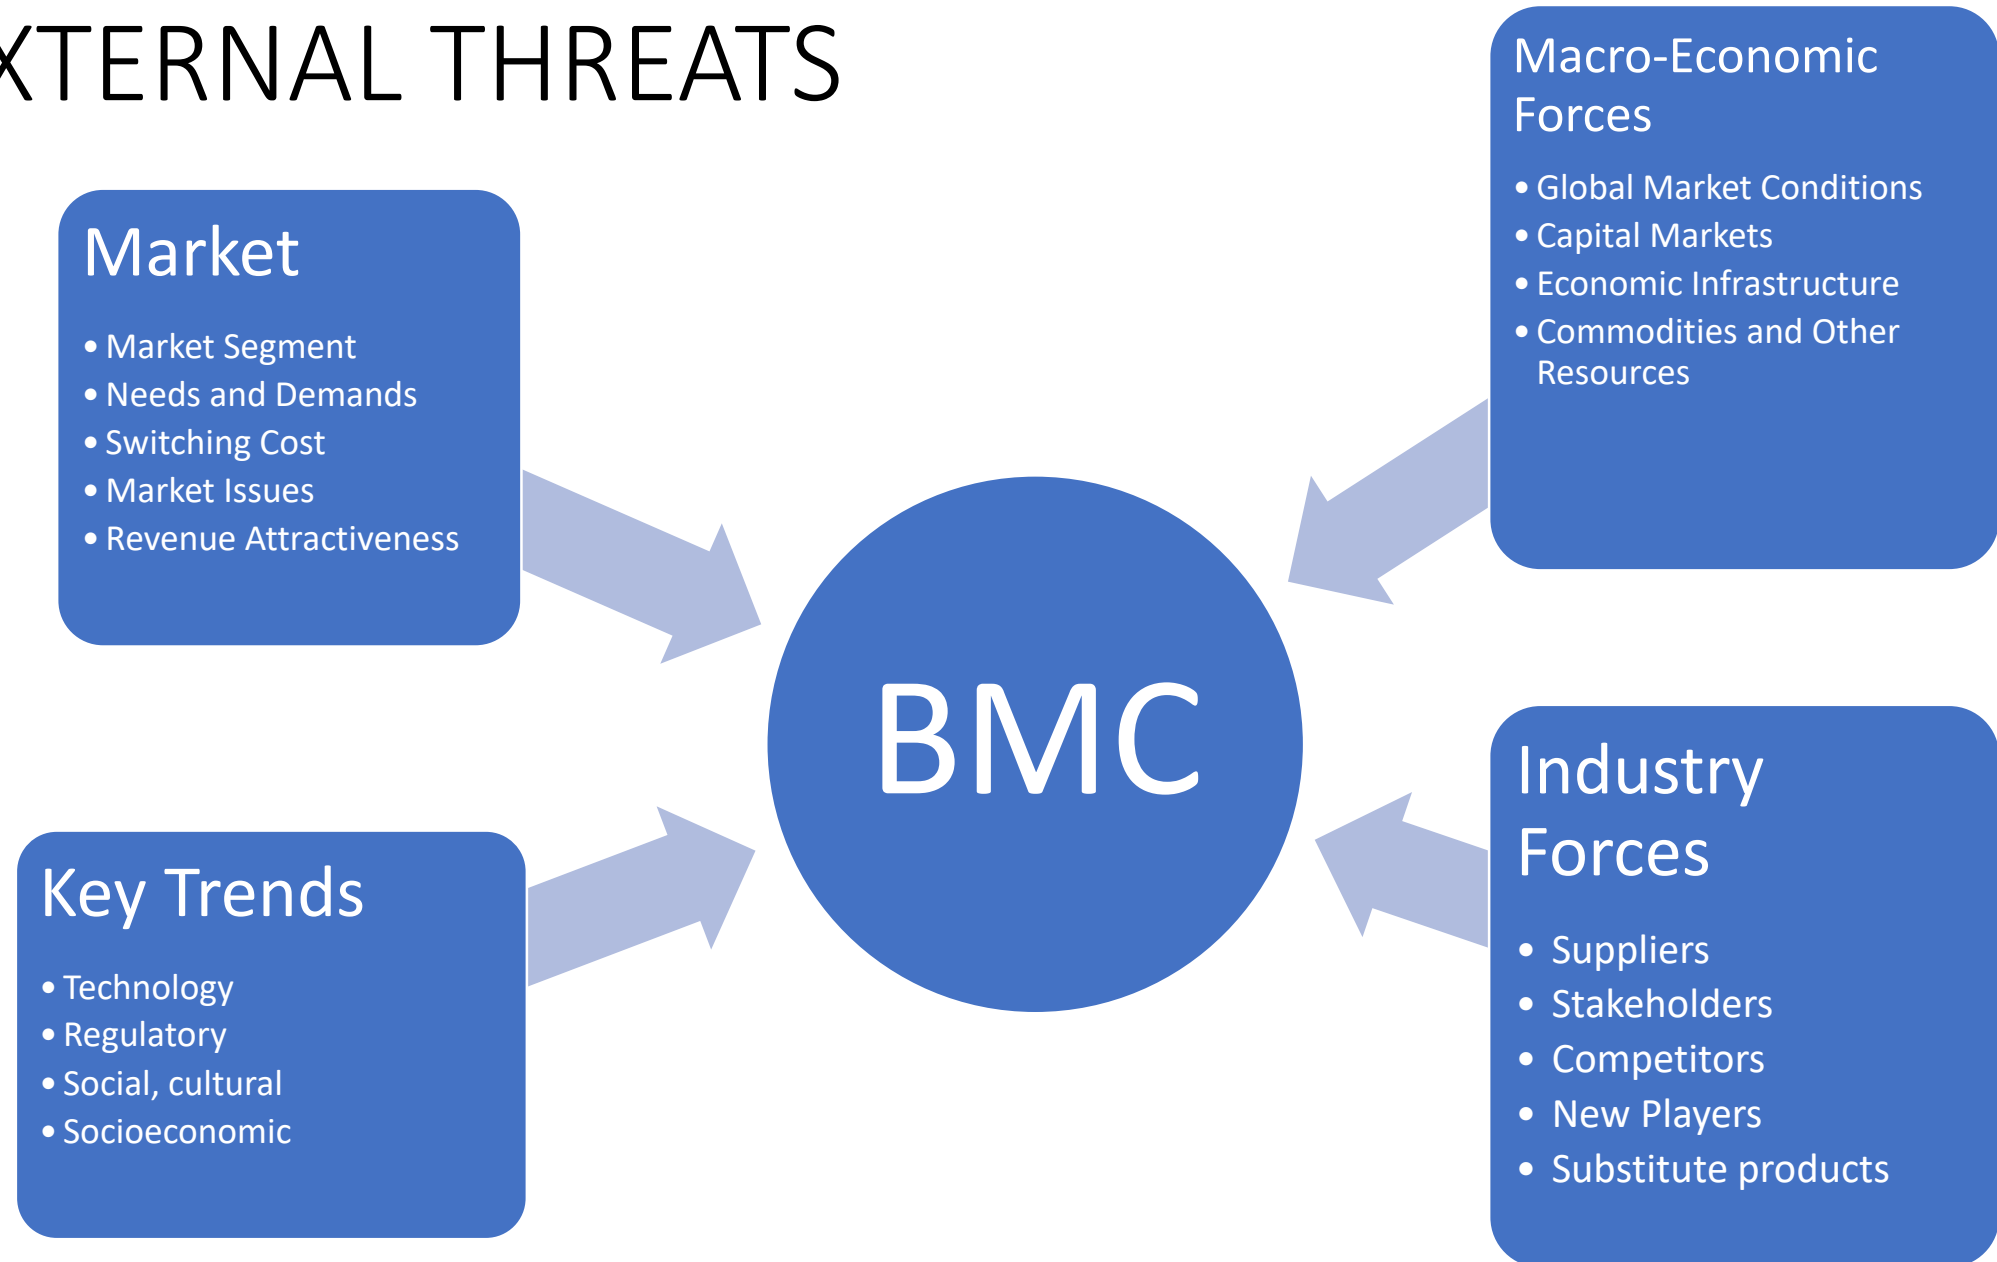 XTERNAL THREATS
Market
• Market Segment
• Needs and Demands
• Switching Cost
• Market Issues
• Revenue Attractiveness
Macro-Economic
Forces
• Global Market Conditions
• Capital Markets
• Economic Infrastructure
• Commodities and Other
Resources
BMC
Key Trends
• Technology
• Regulatory
• Social, cultural
• Socioeconomic
Industry
Forces
• Suppliers
• Stakeholders
• Competitors
• New Players
• Substitute products